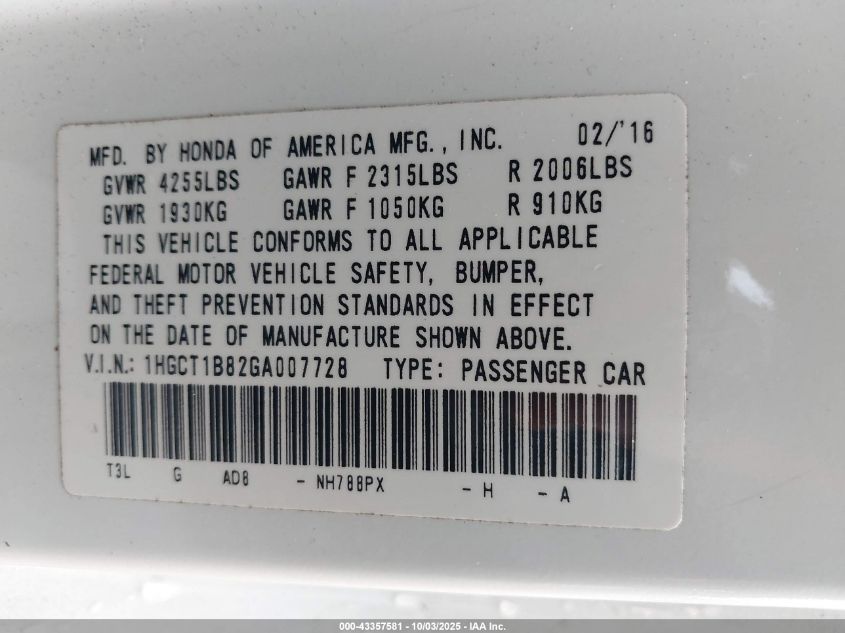 MFD. BY HONDA OF AMERICA MFG., INC. 02/'16
GVWR 4255LBS GAWR F 2315LBS R 2006LBS
GVWR 1930KG GAWR F 1050KG R 910KG
THIS VEHICLE CONFORMS TO ALL APPLICABLE
FEDERAL MOTOR VEHICLE SAFETY, BUMPER,
AND THEFT PREVENTION STANDARDS IN EFFECT
ON THE DATE OF MANUFACTURE SHOWN ABOVE.
V.I.N.: 1HGCT1B82GA007728 TYPE: PASSENGER CAR
T3L G AD8 - NH788PX - H - A
000-43357581 - 10/03/2025 - IAA Inc.